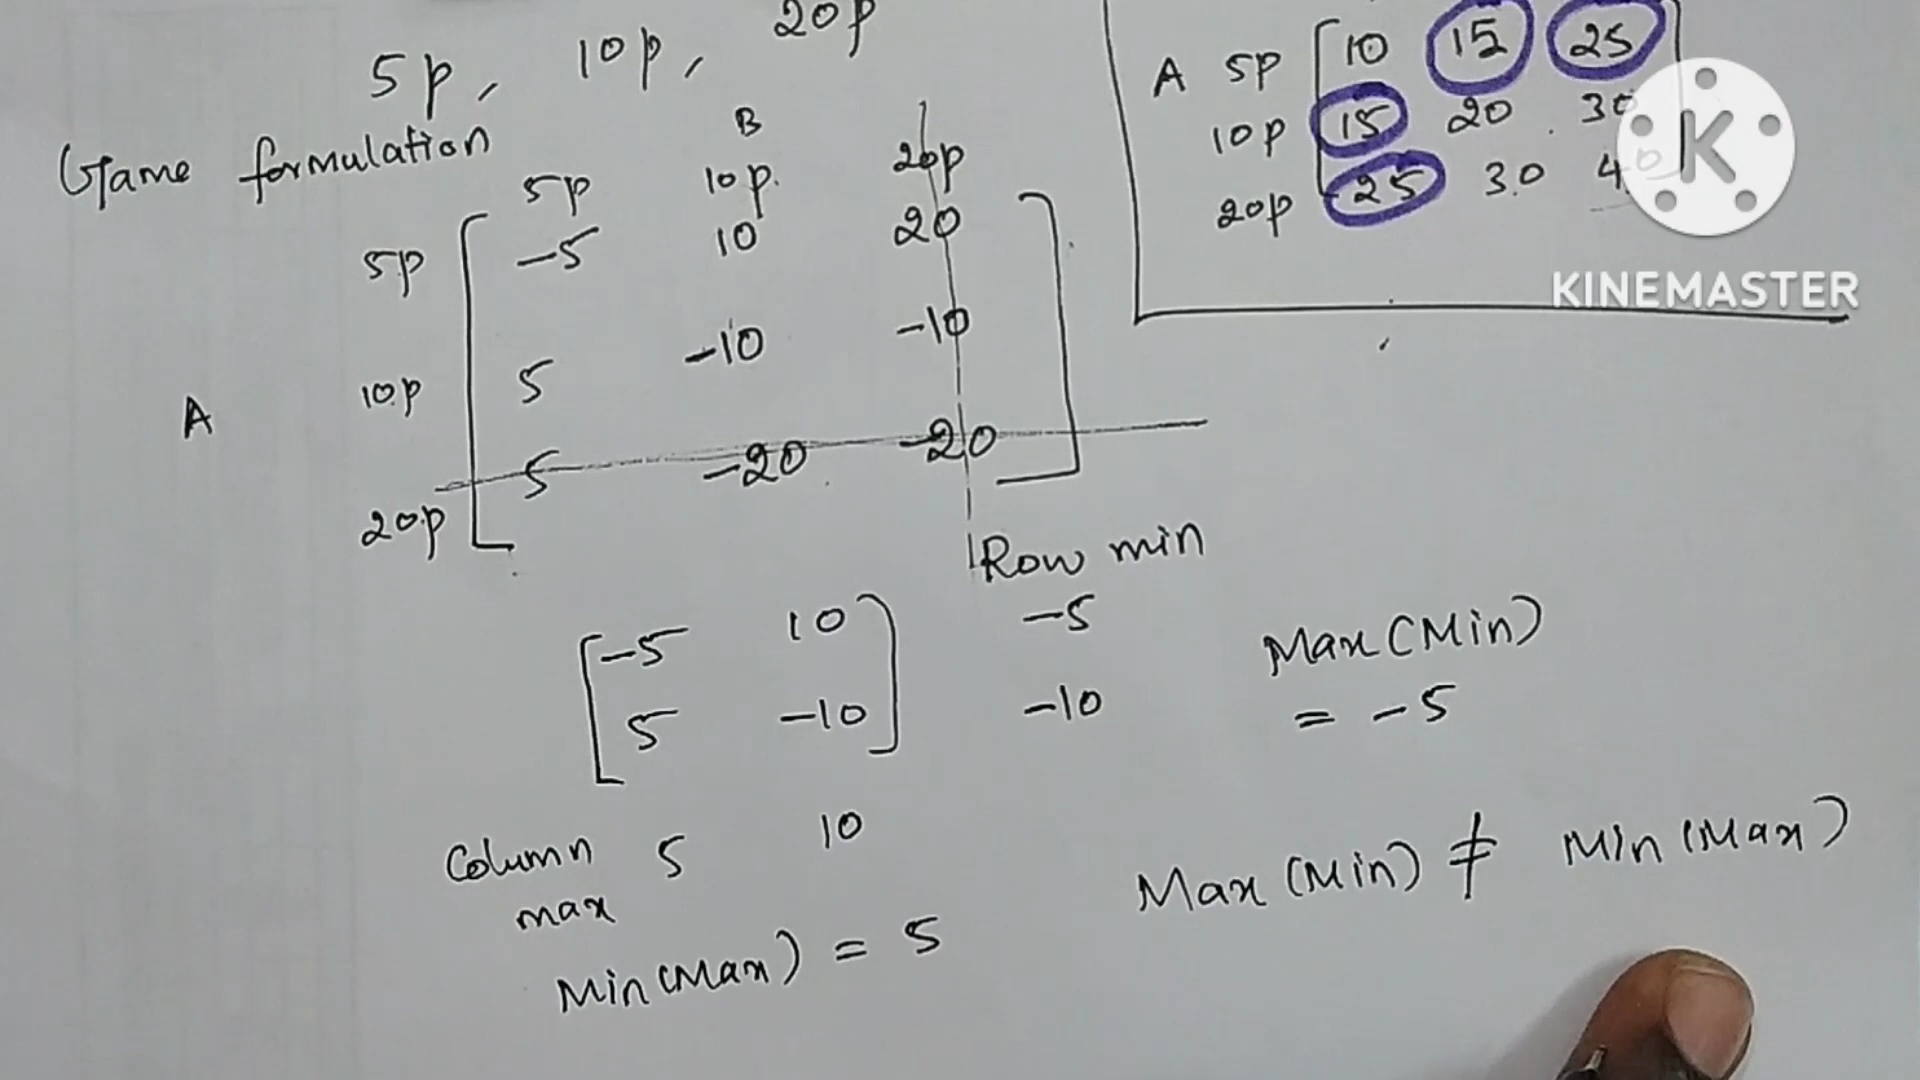 5p, 10p, 20p
Game formulation
B
5p 10p. 20p
5p -5 10 20
A 10p 5 -10 -10
20p 5 -20 -20
A 5p 10 15 25
10p 15 20 30
20p 25 30 40
KINEMASTER
Row min
-5 10 -5
5 -10 -10
Max (Min)
= -5
Column max 5 10
Min (Max) = 5
Max (Min) ≠ Min (Max)